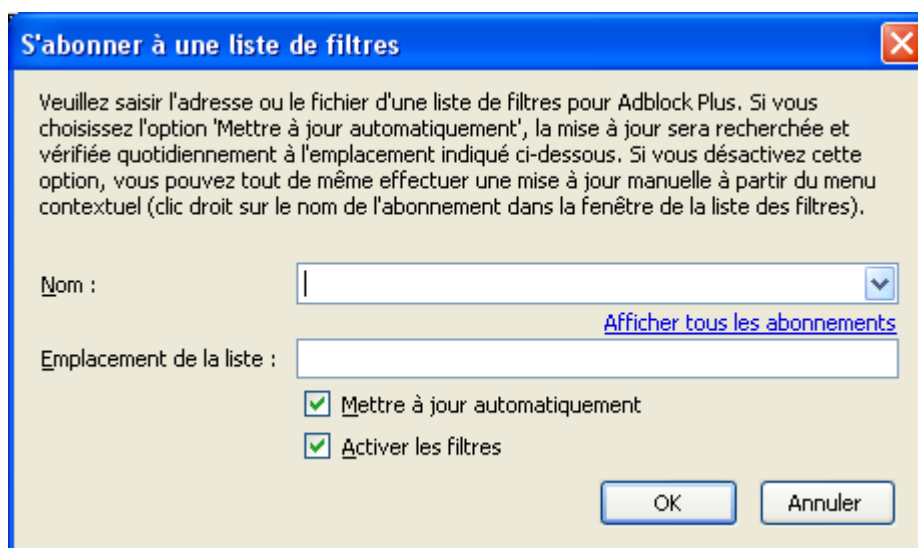 S'abonner à une liste de filtres
Veuillez saisir l'adresse ou le fichier d'une liste de filtres pour Adblock Plus. Si vous
choisissez l'option 'Mettre à jour automatiquement', la mise à jour sera recherchée et
vérifiée quotidiennement à l'emplacement indiqué ci-dessous. Si vous désactivez cette
option, vous pouvez tout de même effectuer une mise à jour manuelle à partir du menu
contextuel (clic droit sur le nom de l'abonnement dans la fenêtre de la liste des filtres).
Nom :
Afficher tous les abonnements
Emplacement de la liste :
Mettre à jour automatiquement
Activer les filtres
OK Annuler